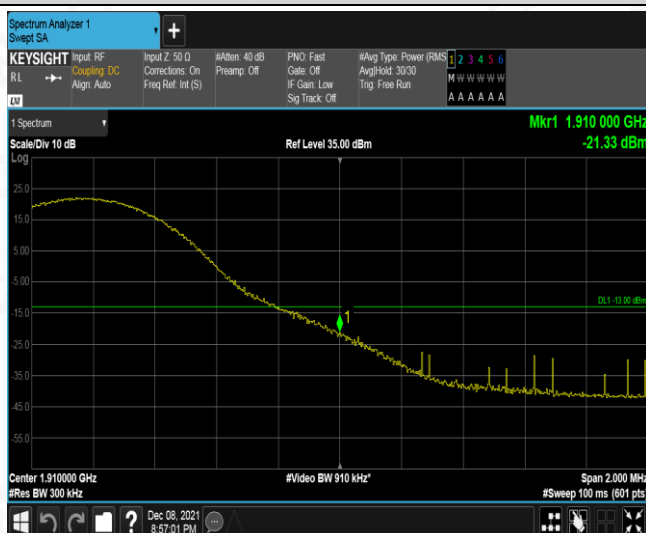 Spectrum Analyzer 1
Swept SA
KEYSIGHT
RL
Input: RF
Coupling: DC
Align: Auto
Input Z: 50 Ω
Corrections: On
Freq Ref: Int (S)
#Atten: 40 dB
Preamp: Off
PNO: Fast
Gate: Off
IF Gain: Low
Sig Track: Off
#Avg Type: Power (RMS
Avg|Hold: 30/30
Trig: Free Run
1 2 3 4 5 6
M W W W W W
A A A A A A
LXI
1 Spectrum
Mkr1 1.910 000 GHz
-21.33 dBm
Scale/Div 10 dB
Ref Level 35.00 dBm
Log
25.0
15.0
5.00
-5.00
DL1 -13.00 dBm
-15.0
1
-25.0
-35.0
-45.0
-55.0
Center 1.910000 GHz
#Video BW 910 kHz*
Span 2.000 MHz
#Res BW 300 kHz
#Sweep 100 ms (601 pts)
?
Dec 08, 2021
8:57:01 PM